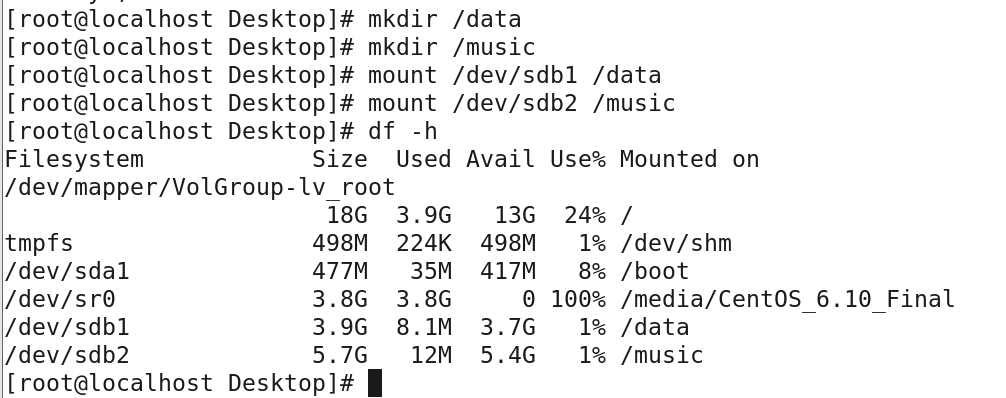 [root@localhost Desktop]# mkdir /data
[root@localhost Desktop]# mkdir /music
[root@localhost Desktop]# mount /dev/sdb1 /data
[root@localhost Desktop]# mount /dev/sdb2 /music
[root@localhost Desktop]# df -h
Filesystem            Size  Used Avail Use% Mounted on
/dev/mapper/VolGroup-lv_root
                       18G  3.9G   13G  24% /
tmpfs                 498M  224K  498M   1% /dev/shm
/dev/sda1             477M   35M  417M   8% /boot
/dev/sr0              3.8G  3.8G     0 100% /media/CentOS_6.10_Final
/dev/sdb1             3.9G  8.1M  3.7G   1% /data
/dev/sdb2             5.7G   12M  5.4G   1% /music
[root@localhost Desktop]#